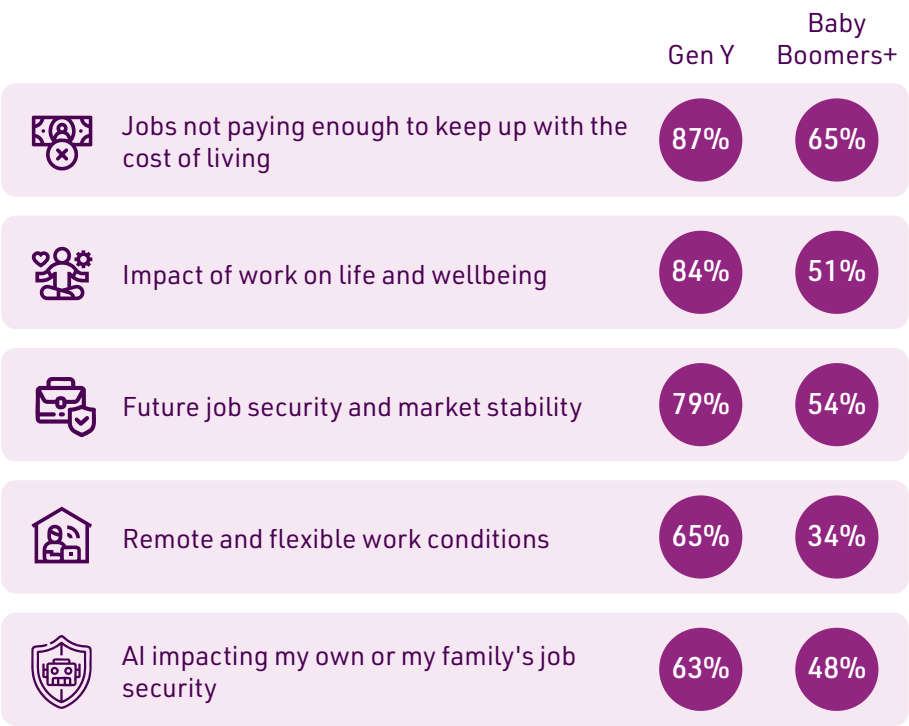 Gen Y
Baby
Boomers+
Jobs not paying enough to keep up with the
cost of living
87%
65%
Impact of work on life and wellbeing
84%
51%
Future job security and market stability
79%
54%
Remote and flexible work conditions
65%
34%
AI impacting my own or my family's job
security
63%
48%